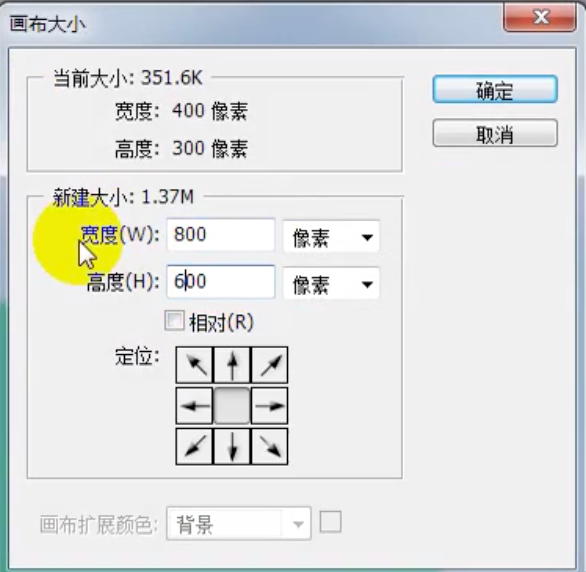 画布大小
当前大小: 351.6K
确定
宽度: 400 像素
取消
高度: 300 像素
新建大小: 1.37M
宽度(W): 800 像素
高度(H): 600 像素
相对(R)
定位:
画布扩展颜色: 背景